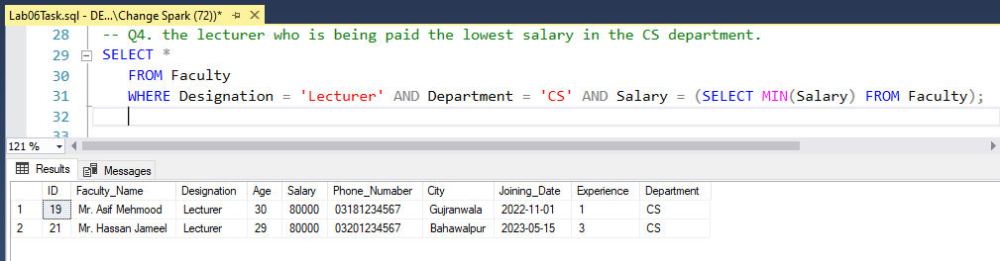 Lab06Task.sql - DE...\Change Spark (72))*
28 -- Q4. the lecturer who is being paid the lowest salary in the CS department.
29 SELECT *
30 FROM Faculty
31 WHERE Designation = 'Lecturer' AND Department = 'CS' AND Salary = (SELECT MIN(Salary) FROM Faculty);
32
33
121 %
Results Messages
ID Faculty_Name Designation Age Salary Phone_Numaber City Joining_Date Experience Department
1 19 Mr. Asif Mehmood Lecturer 30 80000 03181234567 Gujranwala 2022-11-01 1 CS
2 21 Mr. Hassan Jameel Lecturer 29 80000 03201234567 Bahawalpur 2023-05-15 3 CS